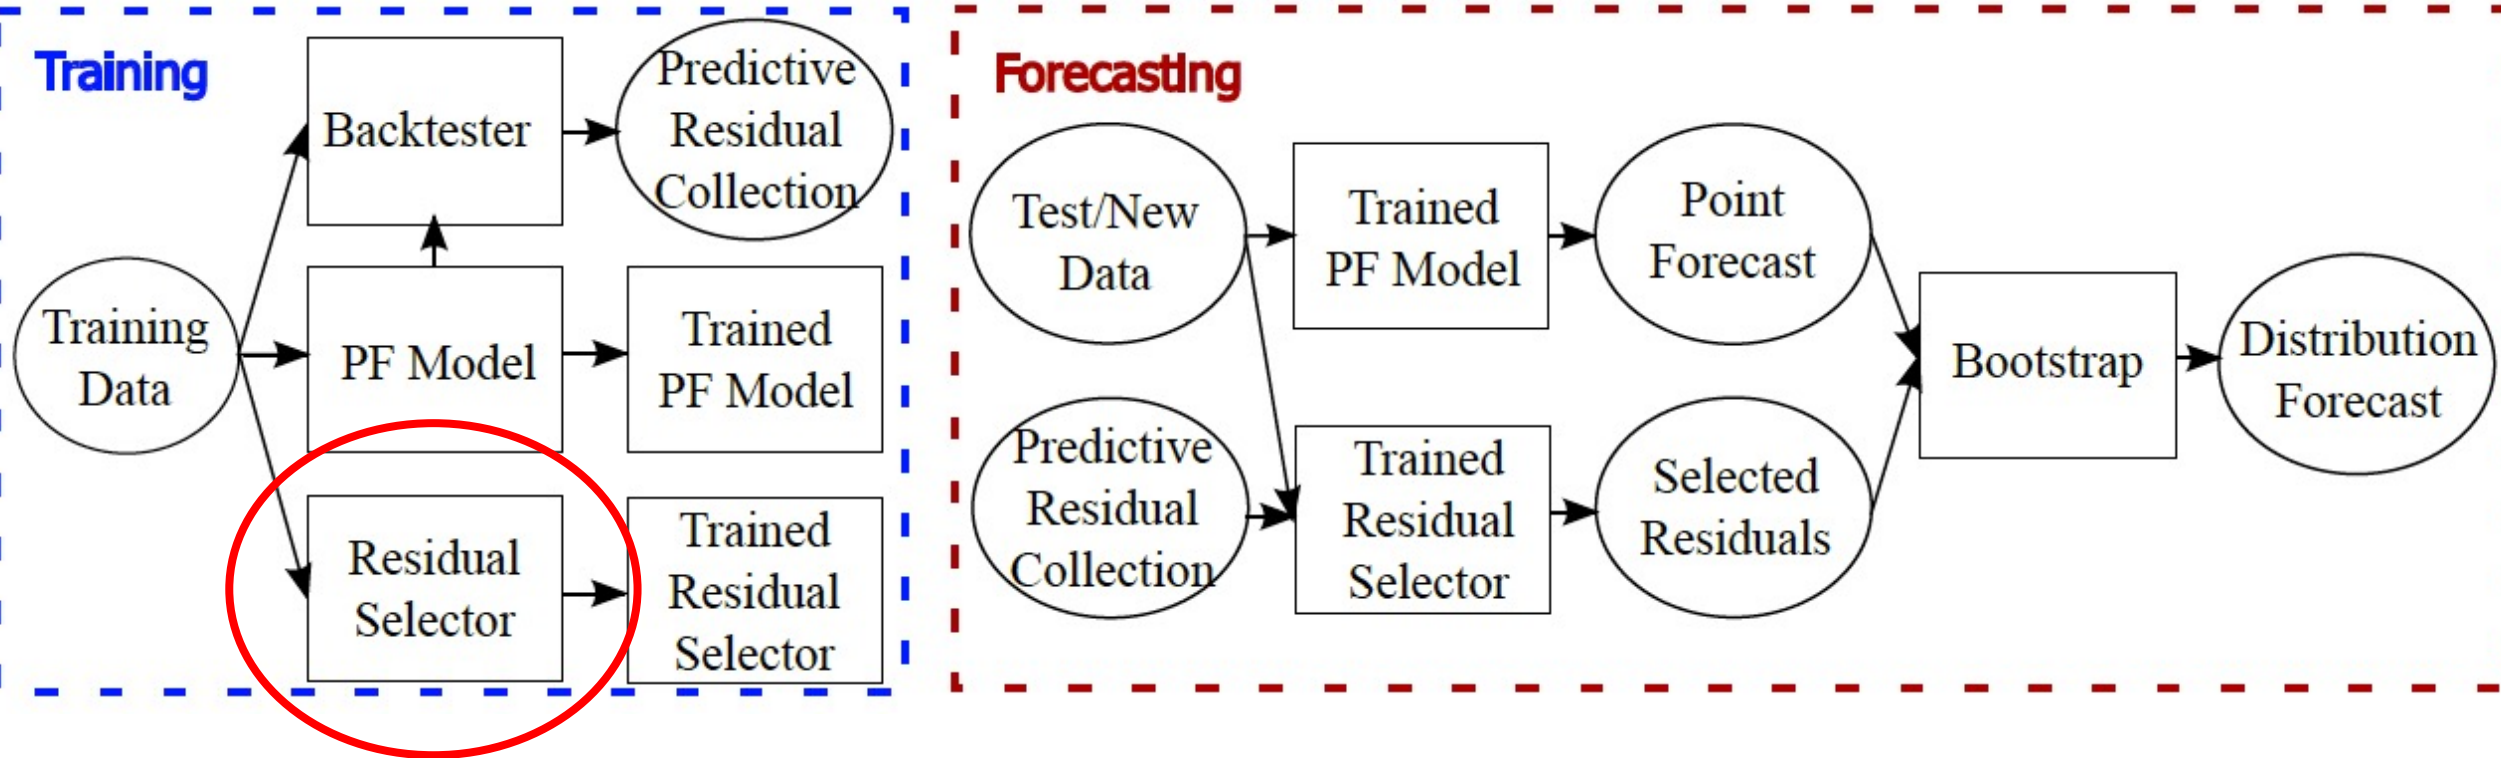 Training
Backtester
Predictive
Residual
Collection
Training
Data
PF Model
Trained
PF Model
Residual
Selector
Trained
Residual
Selector
Forecasting
Test/New
Data
Trained
PF Model
Point
Forecast
Predictive
Residual
Collection
Trained
Residual
Selector
Selected
Residuals
Bootstrap
Distribution
Forecast